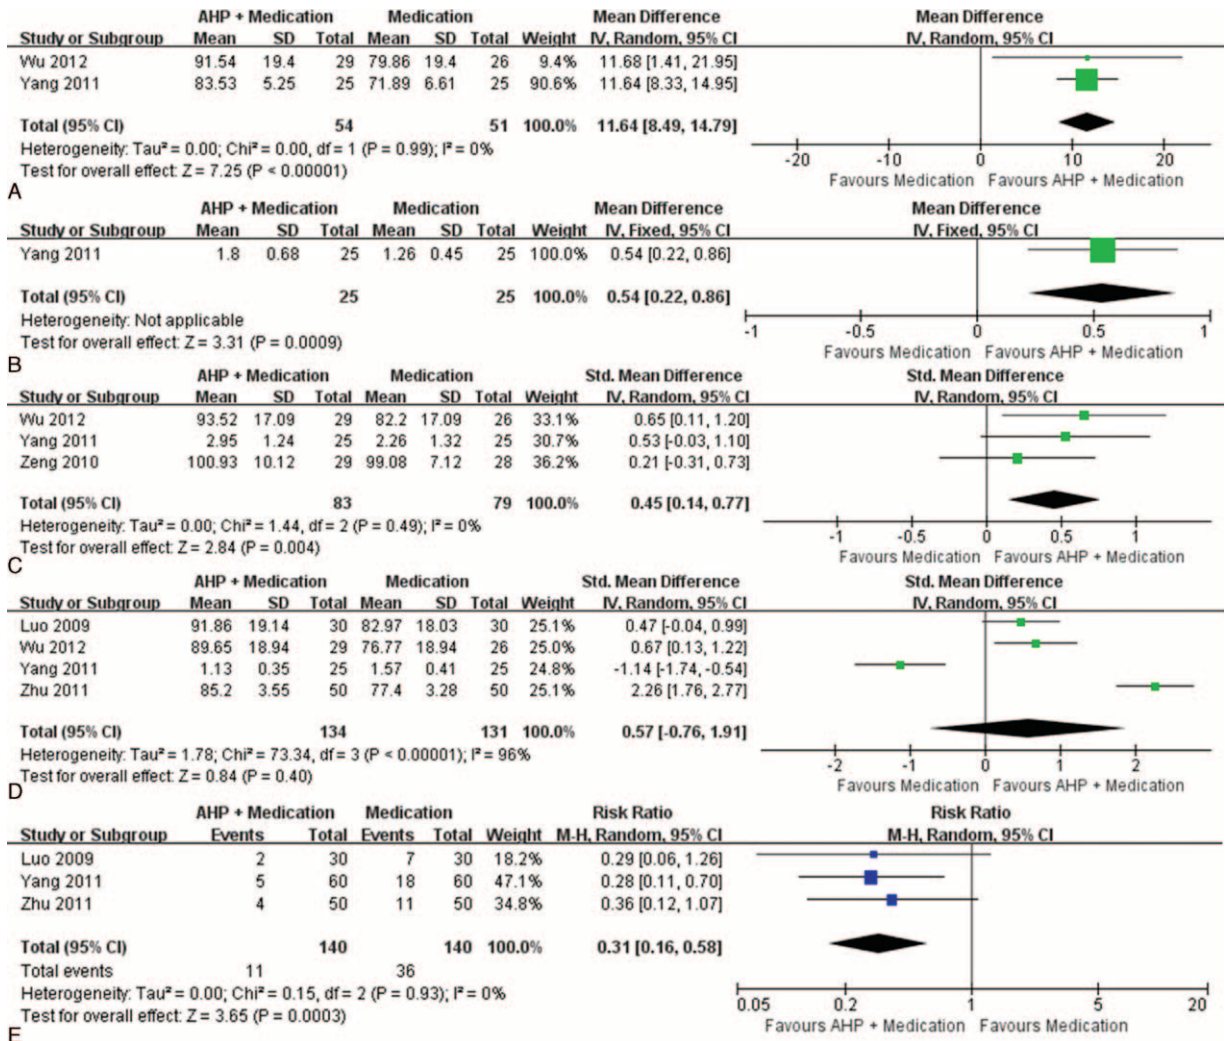 AHP + Medication Medication Mean Difference Mean Difference
Study or Subgroup Mean SD Total Mean SD Total Weight IV, Random, 95% CI IV, Random, 95% CI
Wu 2012 91.54 19.4 29 79.86 19.4 26 9.4% 11.68 [1.41, 21.95]
Yang 2011 83.53 5.25 25 71.89 6.61 25 90.6% 11.64 [8.33, 14.95]
Total (95% CI) 54 51 100.0% 11.64 [8.49, 14.79]
Heterogeneity: Tau² = 0.00; Chi² = 0.00, df = 1 (P = 0.99); I² = 0%
-20 -10 0 10 20
Test for overall effect: Z = 7.25 (P < 0.00001)
Favours Medication Favours AHP + Medication
A
AHP + Medication Medication Mean Difference Mean Difference
Study or Subgroup Mean SD Total Mean SD Total Weight IV, Fixed, 95% CI IV, Fixed, 95% CI
Yang 2011 1.8 0.68 25 1.26 0.45 25 100.0% 0.54 [0.22, 0.86]
Total (95% CI) 25 25 100.0% 0.54 [0.22, 0.86]
Heterogeneity: Not applicable
-1 -0.5 0 0.5 1
Test for overall effect: Z = 3.31 (P = 0.0009)
Favours Medication Favours AHP + Medication
B
AHP + Medication Medication Std. Mean Difference Std. Mean Difference
Study or Subgroup Mean SD Total Mean SD Total Weight IV, Random, 95% CI IV, Random, 95% CI
Wu 2012 93.52 17.09 29 82.2 17.09 26 33.1% 0.65 [0.11, 1.20]
Yang 2011 2.95 1.24 25 2.26 1.32 25 30.7% 0.53 [-0.03, 1.10]
Zeng 2010 100.93 10.12 29 99.08 7.12 28 36.2% 0.21 [-0.31, 0.73]
Total (95% CI) 83 79 100.0% 0.45 [0.14, 0.77]
Heterogeneity: Tau² = 0.00; Chi² = 1.44, df = 2 (P = 0.49); I² = 0%
-1 -0.5 0 0.5 1
Test for overall effect: Z = 2.84 (P = 0.004)
Favours Medication Favours AHP + Medication
C
AHP + Medication Medication Std. Mean Difference Std. Mean Difference
Study or Subgroup Mean SD Total Mean SD Total Weight IV, Random, 95% CI IV, Random, 95% CI
Luo 2009 91.86 19.14 30 82.97 18.03 30 25.1% 0.47 [-0.04, 0.99]
Wu 2012 89.65 18.94 29 76.77 18.94 26 25.0% 0.67 [0.13, 1.22]
Yang 2011 1.13 0.35 25 1.57 0.41 25 24.8% -1.14 [-1.74, -0.54]
Zhu 2011 85.2 3.55 50 77.4 3.28 50 25.1% 2.26 [1.76, 2.77]
Total (95% CI) 134 131 100.0% 0.57 [-0.76, 1.91]
Heterogeneity: Tau² = 1.78; Chi² = 73.34, df = 3 (P < 0.00001); I² = 96%
-2 -1 0 1 2
Test for overall effect: Z = 0.84 (P = 0.40)
Favours Medication Favours AHP + Medication
D
AHP + Medication Medication Risk Ratio Risk Ratio
Study or Subgroup Events Total Events Total Weight M-H, Random, 95% CI M-H, Random, 95% CI
Luo 2009 2 30 7 30 18.2% 0.29 [0.06, 1.26]
Yang 2011 5 60 18 60 47.1% 0.28 [0.11, 0.70]
Zhu 2011 4 50 11 50 34.8% 0.36 [0.12, 1.07]
Total (95% CI) 140 140 100.0% 0.31 [0.16, 0.58]
Total events 11 36
Heterogeneity: Tau² = 0.00; Chi² = 0.15, df = 2 (P = 0.93); I² = 0%
0.05 0.2 1 5 20
Test for overall effect: Z = 3.65 (P = 0.0003)
Favours AHP + Medication Favours Medication
E